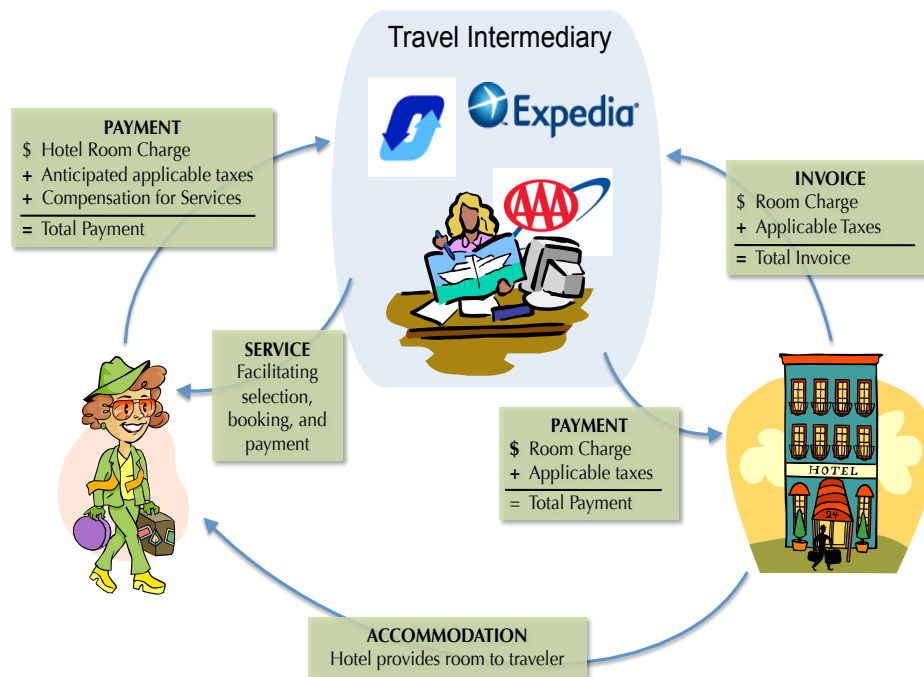 Travel Intermediary
Expedia®
AAA
PAYMENT
$ Hotel Room Charge
+ Anticipated applicable taxes
+ Compensation for Services
= Total Payment
INVOICE
$ Room Charge
+ Applicable Taxes
= Total Invoice
SERVICE
Facilitating
selection,
booking, and
payment
PAYMENT
$ Room Charge
+ Applicable taxes
= Total Payment
HOTEL
24
ACCOMMODATION
Hotel provides room to traveler